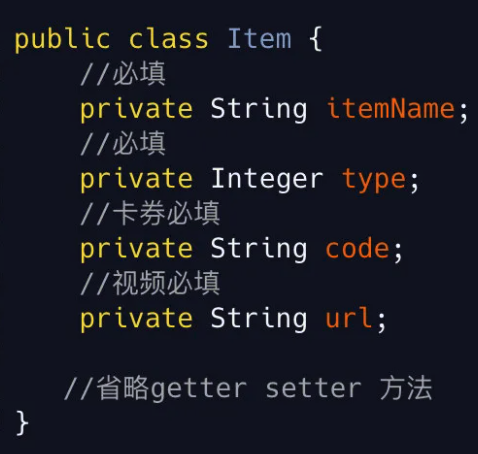 public class Item {
//必填
private String itemName;
//必填
private Integer type;
//卡券必填
private String code;
//视频必填
private String url;
//省略getter setter 方法
}